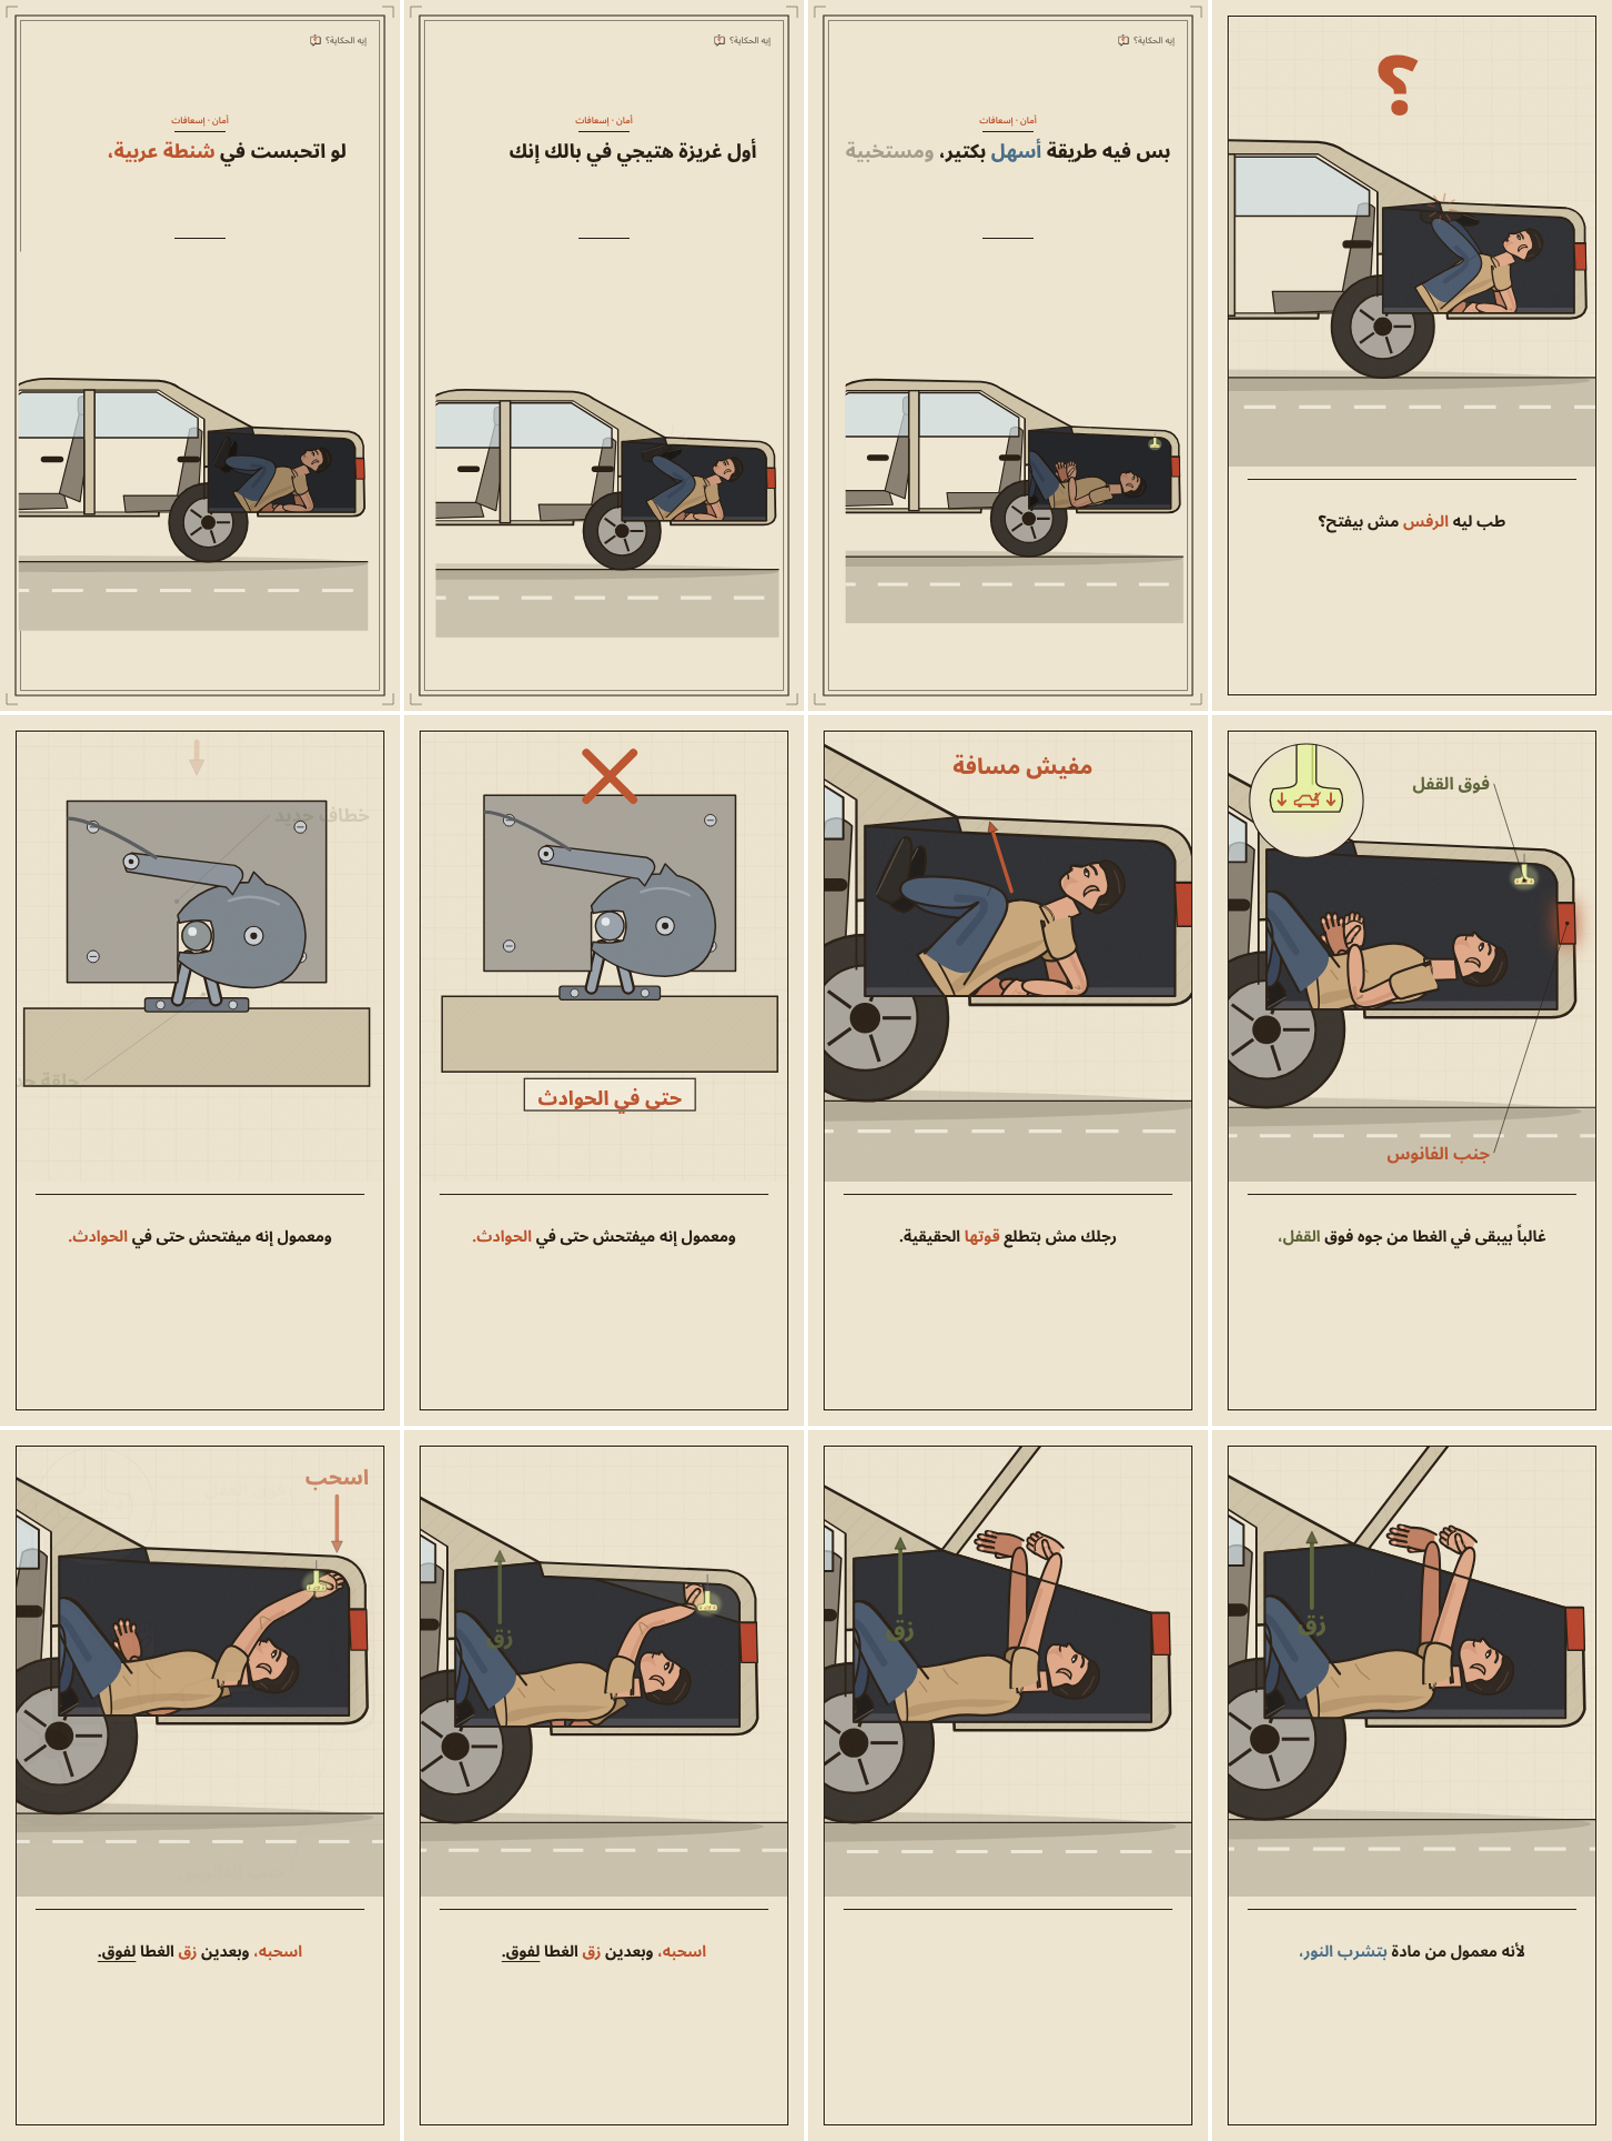 إيه الحكاية؟
أمان · إسعافات
لو اتحبست في شنطة عربية،
إيه الحكاية؟
أمان · إسعافات
أول غريزة هتيجي في بالك إنك
إيه الحكاية؟
أمان · إسعافات
بس فيه طريقة أسهل بكتير، ومستخبية
؟
طب ليه الرفس مش بيفتح؟
خطاف حديد
حلقة
ومعمول إنه ميفتحش حتى في الحوادث.
حتى في الحوادث
ومعمول إنه ميفتحش حتى في الحوادث.
مفيش مسافة
رجلك مش بتطلع قوتها الحقيقية.
فوق القفل
جنب الفانوس
غالباً بيبقى في الغطا من جوه فوق القفل،
اسحب
اسحبه، وبعدين زق الغطا لفوق.
زق
اسحبه، وبعدين زق الغطا لفوق.
زق
زق
لأنه معمول من مادة بتشرب النور،